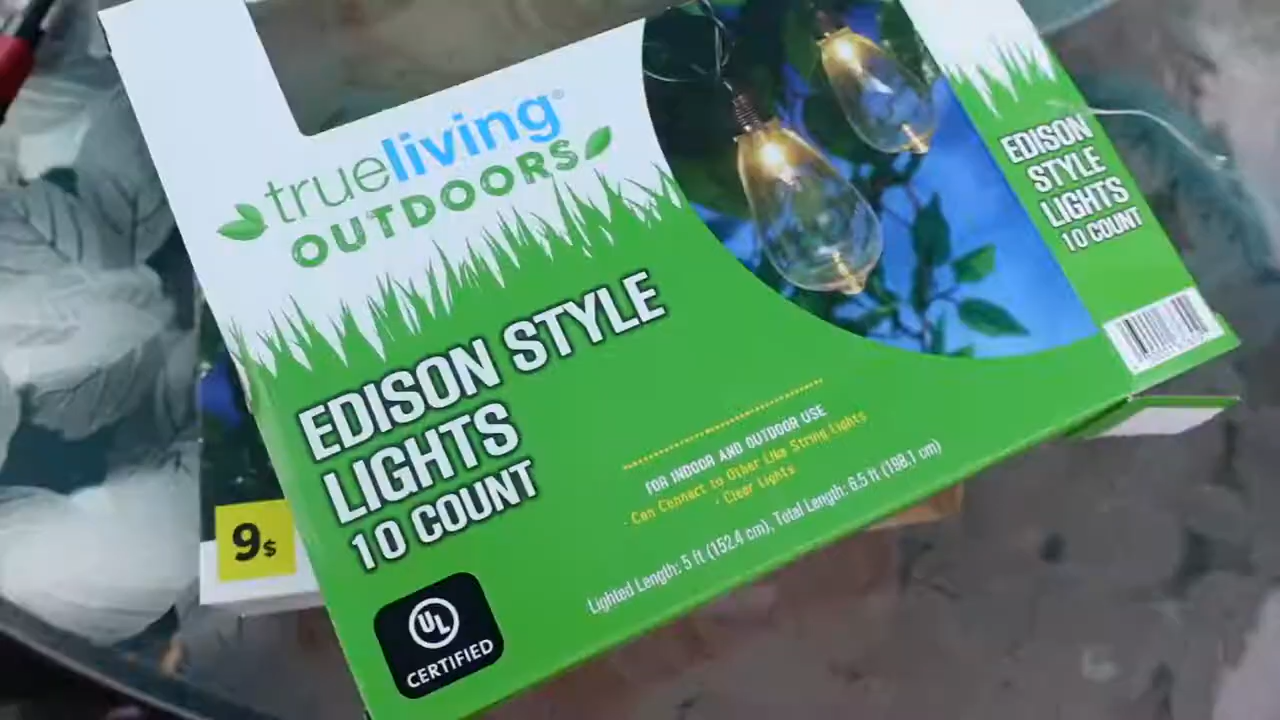 trueliving®
OUTDOORS
EDISON STYLE
LIGHTS
10 COUNT
FOR INDOOR AND OUTDOOR USE
· Can Connect to Other Like String Lights
· Clear Lights
Lighted Length: 5 ft (152.4 cm), Total Length: 6.5 ft (198.1 cm)
UL
CERTIFIED
9$
EDISON
STYLE
LIGHTS
10 COUNT